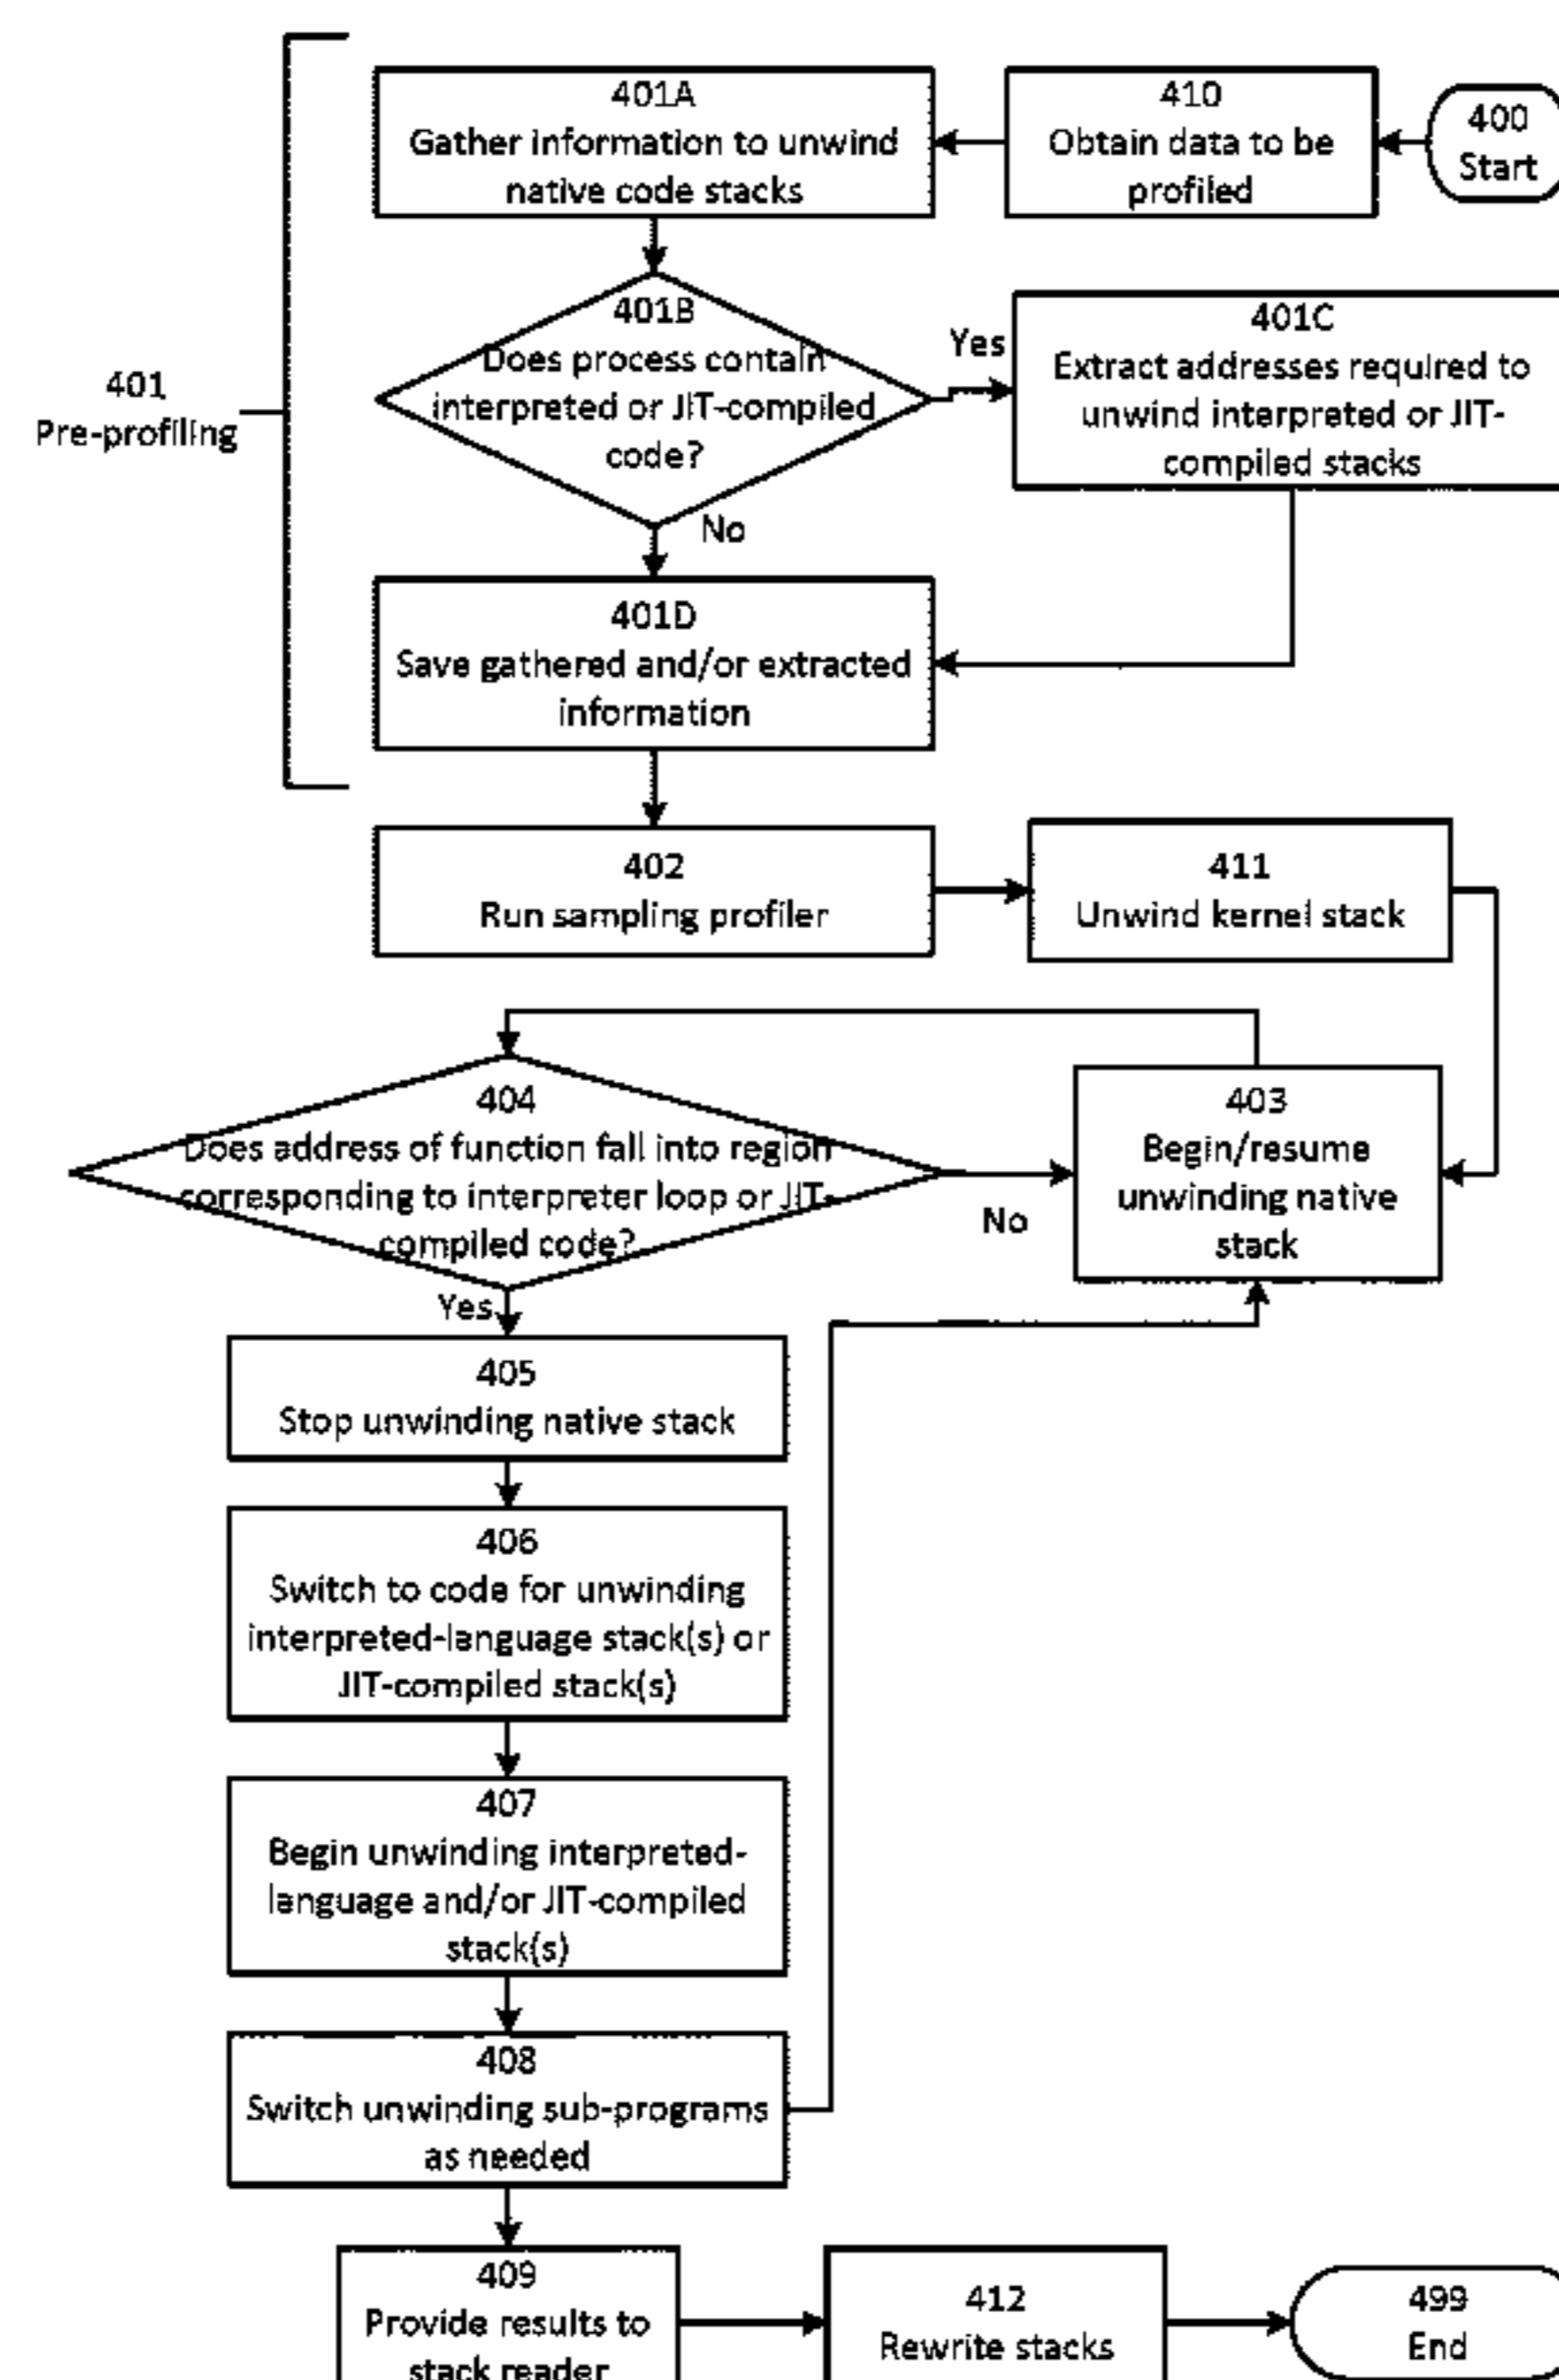 400
Start
410
Obtain data to be
profiled
401A
Gather information to unwind
native code stacks
401B
Does process contain
interpreted or JIT-compiled
code?
Yes
No
401C
Extract addresses required to
unwind interpreted or JIT-
compiled stacks
401
Pre-profiling
401D
Save gathered and/or extracted
information
402
Run sampling profiler
411
Unwind kernel stack
403
Begin/resume
unwinding native
stack
404
Does address of function fall into region
corresponding to interpreter loop or JIT-
compiled code?
No
Yes
405
Stop unwinding native stack
406
Switch to code for unwinding
interpreted-language stack(s) or
JIT-compiled stack(s)
407
Begin unwinding interpreted-
language and/or JIT-compiled
stack(s)
408
Switch unwinding sub-programs
as needed
409
Provide results to
stack reader
412
Rewrite stacks
499
End